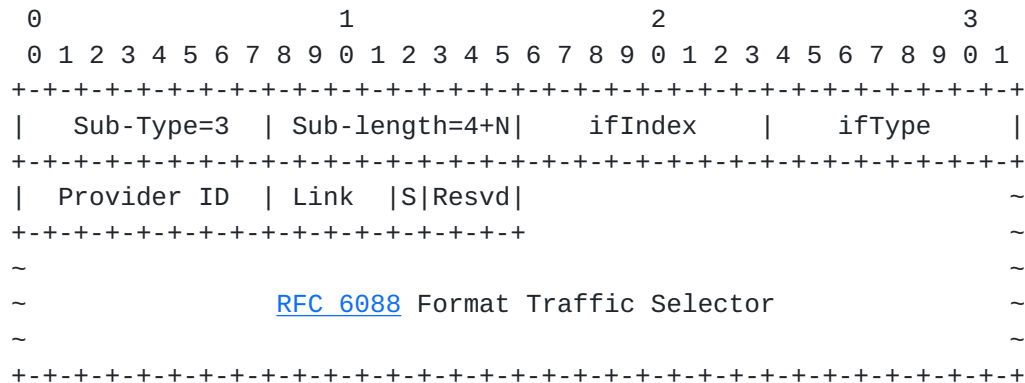 0                   1                   2                   3
 0 1 2 3 4 5 6 7 8 9 0 1 2 3 4 5 6 7 8 9 0 1 2 3 4 5 6 7 8 9 0 1
+-+-+-+-+-+-+-+-+-+-+-+-+-+-+-+-+-+-+-+-+-+-+-+-+-+-+-+-+-+-+-+-+
|   Sub-Type=3  | Sub-length=4+N|    ifIndex    |    ifType     |
+-+-+-+-+-+-+-+-+-+-+-+-+-+-+-+-+-+-+-+-+-+-+-+-+-+-+-+-+-+-+-+-+
|  Provider ID  | Link  |S|Resvd|                               ~
+-+-+-+-+-+-+-+-+-+-+-+-+-+-+-+-+                               ~
~                                                               ~
~                RFC 6088 Format Traffic Selector               ~
~                                                               ~
+-+-+-+-+-+-+-+-+-+-+-+-+-+-+-+-+-+-+-+-+-+-+-+-+-+-+-+-+-+-+-+-+